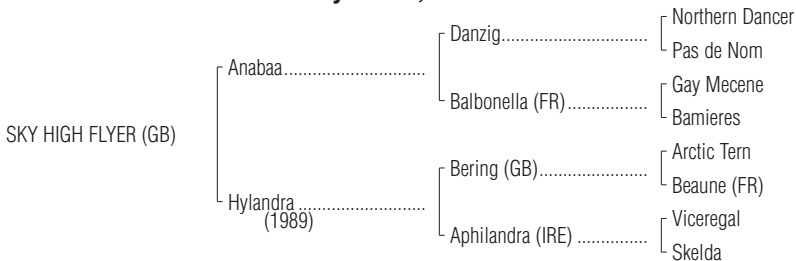 Northern Dancer
Danzig..............................
Pas de Nom
Anabaa.............................
Gay Mecene
Balbonella (FR).................
Bamieres
SKY HIGH FLYER (GB)
Arctic Tern
Bering (GB).......................
Beaune (FR)
Hylandra ..........................
(1989)
Viceregal
Aphilandra (IRE) ...............
Skelda